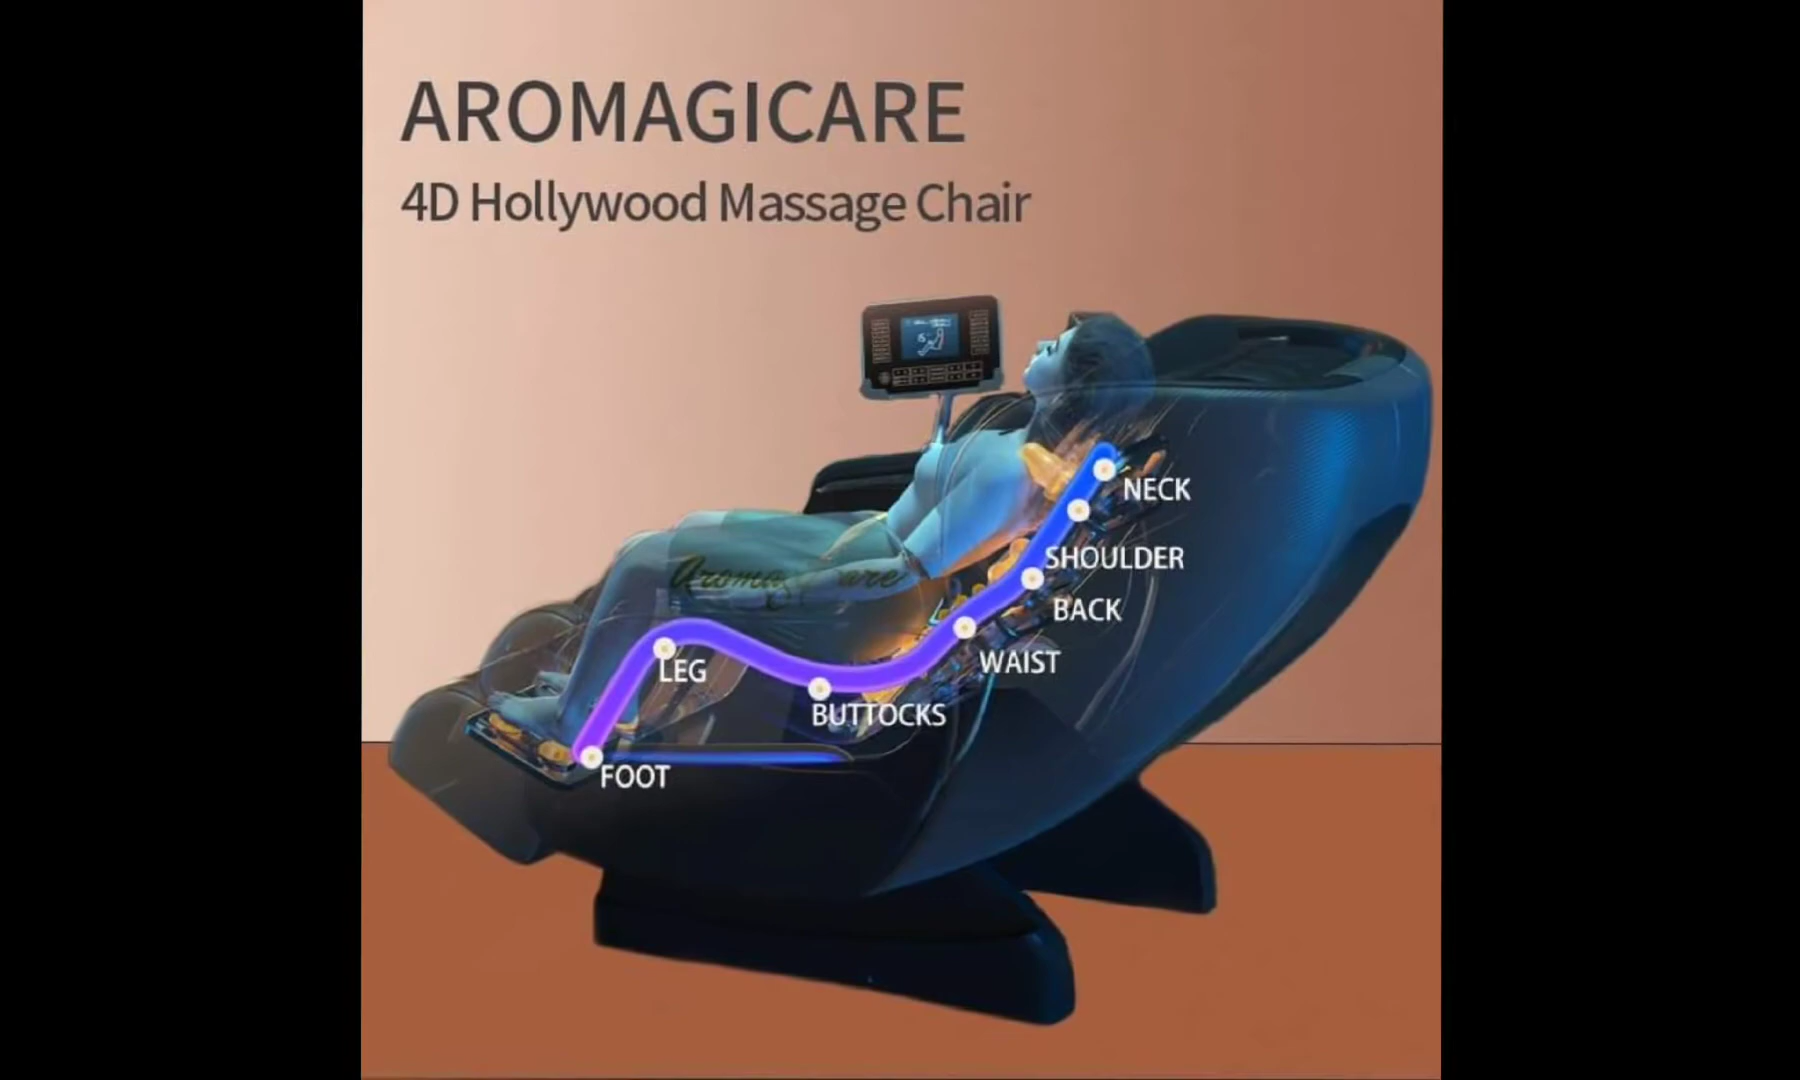 AROMAGICARE
4D Hollywood Massage Chair
NECK
SHOULDER
BACK
WAIST
LEG
BUTTOCKS
FOOT